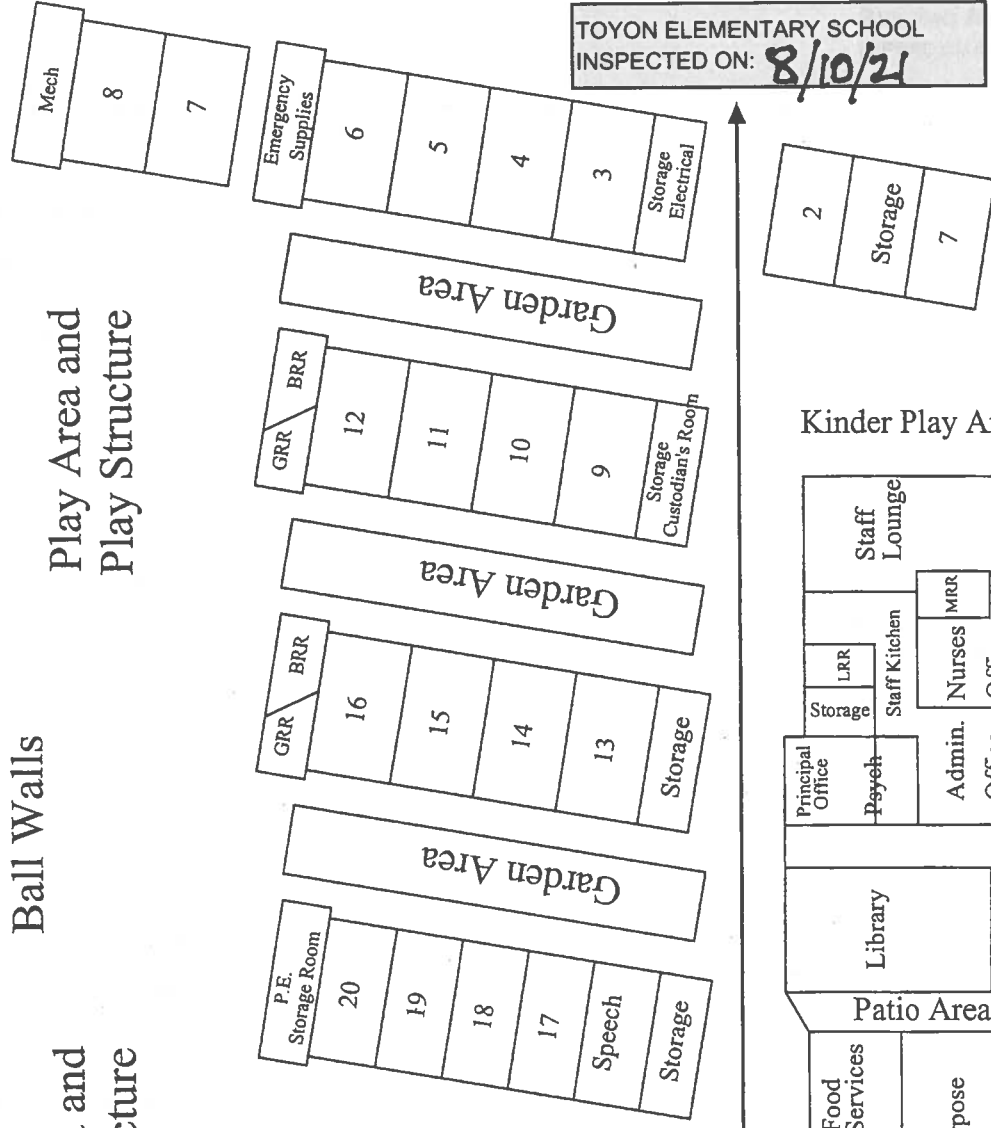 TOYON ELEMENTARY SCHOOL
INSPECTED ON: 8/10/21
Mech
8
7
Emergency
Supplies
6
5
4
3
Storage
Electrical
2
Storage
7
Garden Area
Play Area and
Play Structure
GRR
BRR
12
11
10
9
Storage
Custodian's Room
Kinder Play
Garden Area
Staff
Lounge
MRR
LRR
Staff Kitchen
Nurses
Storage
GRR
BRR
16
15
14
13
Storage
Principal
Office
Psych
Admin.
Ball Walls
Garden Area
Library
P.E.
Storage Room
20
19
18
17
Speech
Storage
Patio Area
and
Food
Services